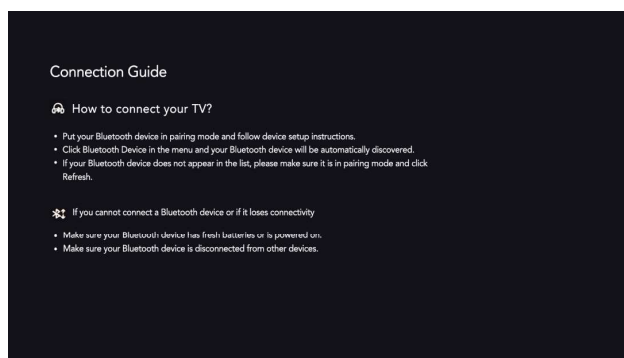 Connection Guide
How to connect your TV?
• Put your Bluetooth device in pairing mode and follow device setup instructions.
• Click Bluetooth Device in the menu and your Bluetooth device will be automatically discovered.
• If your Bluetooth device does not appear in the list, please make sure it is in pairing mode and click
Refresh.
If you cannot connect a Bluetooth device or if it loses connectivity
• Make sure your Bluetooth device has fresh batteries or is powered on.
• Make sure your Bluetooth device is disconnected from other devices.